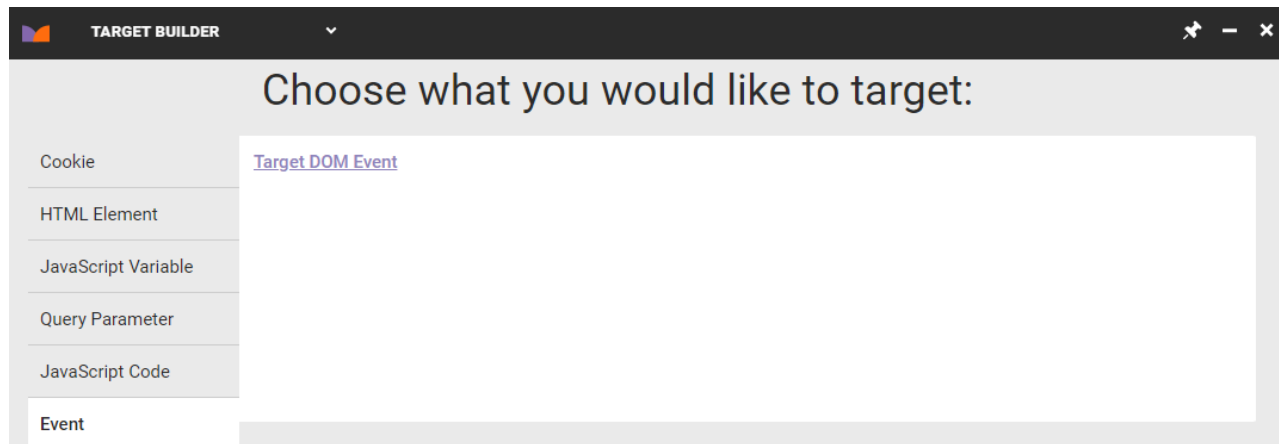 TARGET BUILDER
Choose what you would like to target:
Cookie
Target DOM Event
HTML Element
JavaScript Variable
Query Parameter
JavaScript Code
Event